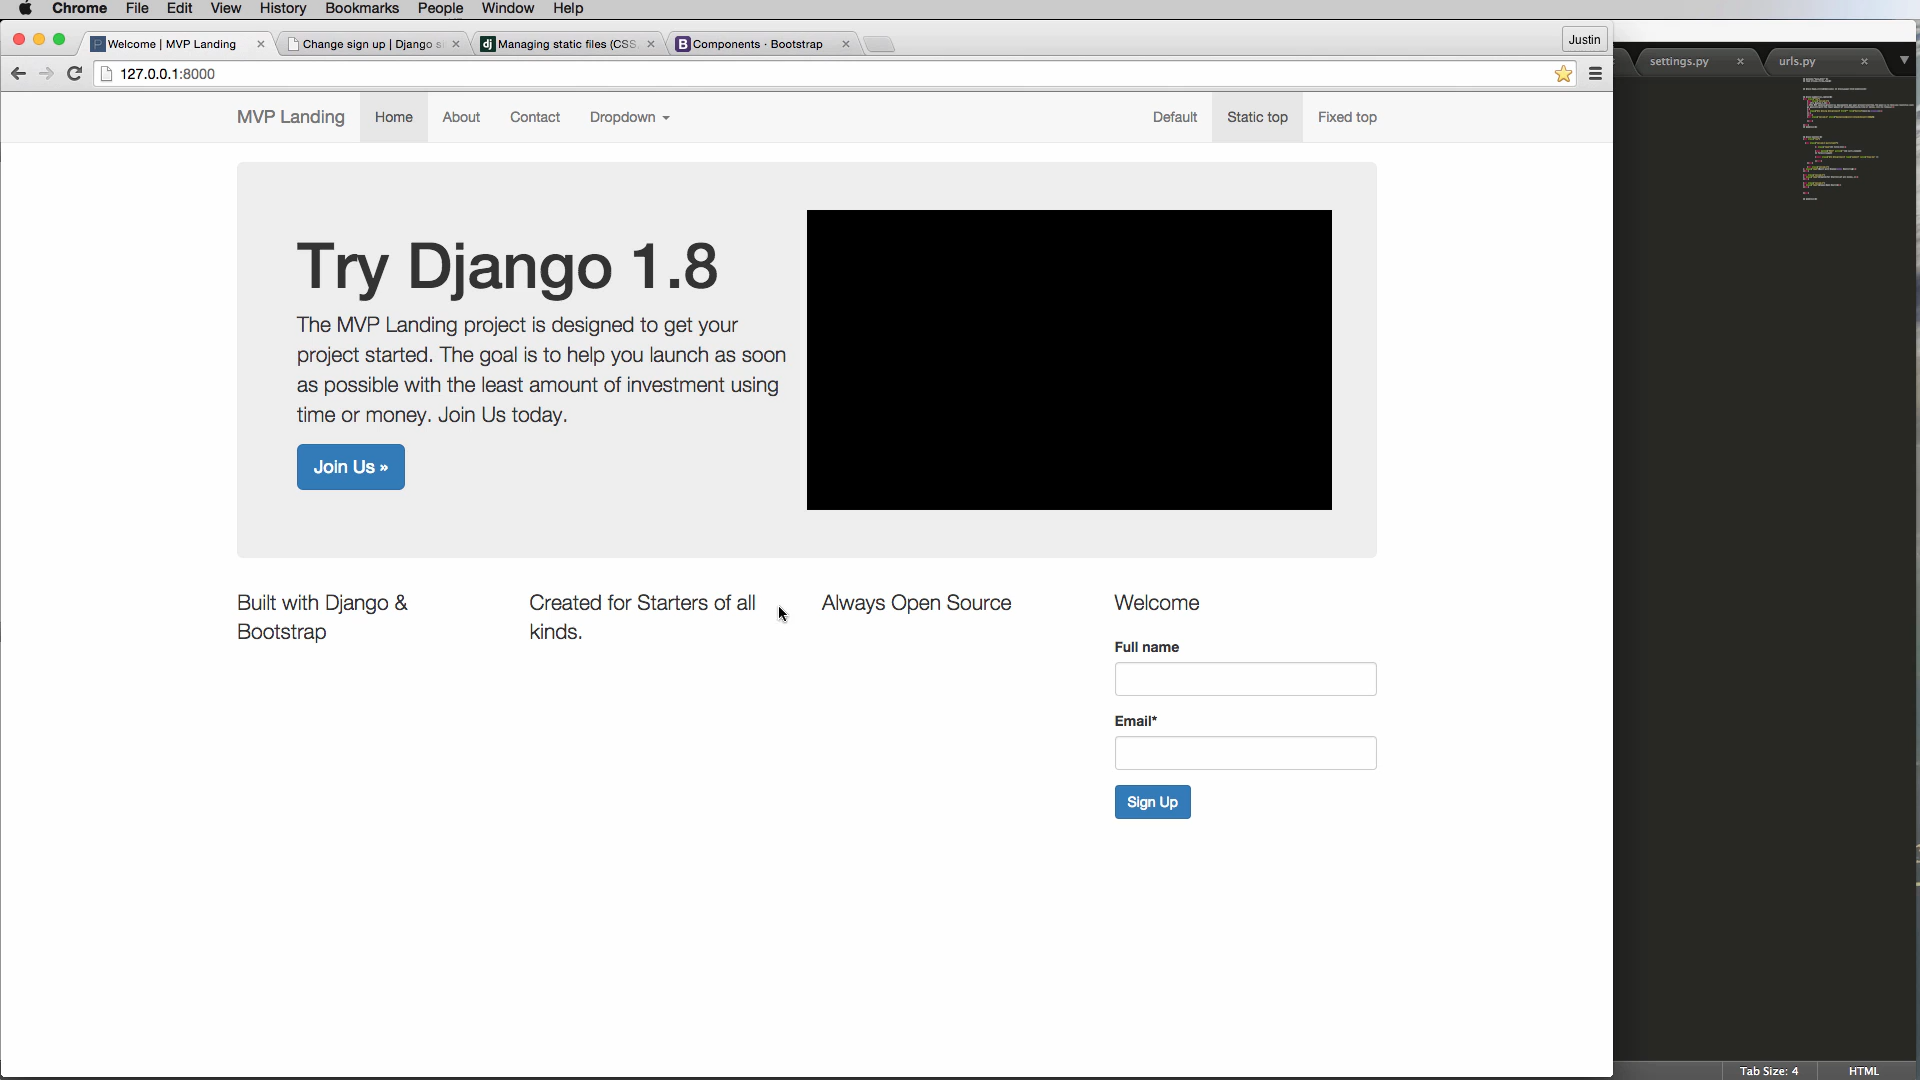 Chrome File Edit View History Bookmarks People Window Help
Welcome | MVP Landing
Change sign up | Django s
Managing static files (CSS,
Components · Bootstrap
Justin
settings.py
urls.py
127.0.0.1:8000
MVP Landing Home About Contact Dropdown Default Static top Fixed top
Try Django 1.8
The MVP Landing project is designed to get your
project started. The goal is to help you launch as soon
as possible with the least amount of investment using
time or money. Join Us today.
Join Us »
Built with Django &
Bootstrap
Created for Starters of all
kinds.
Always Open Source
Welcome
Full name
Email*
Sign Up
Tab Size: 4 HTML